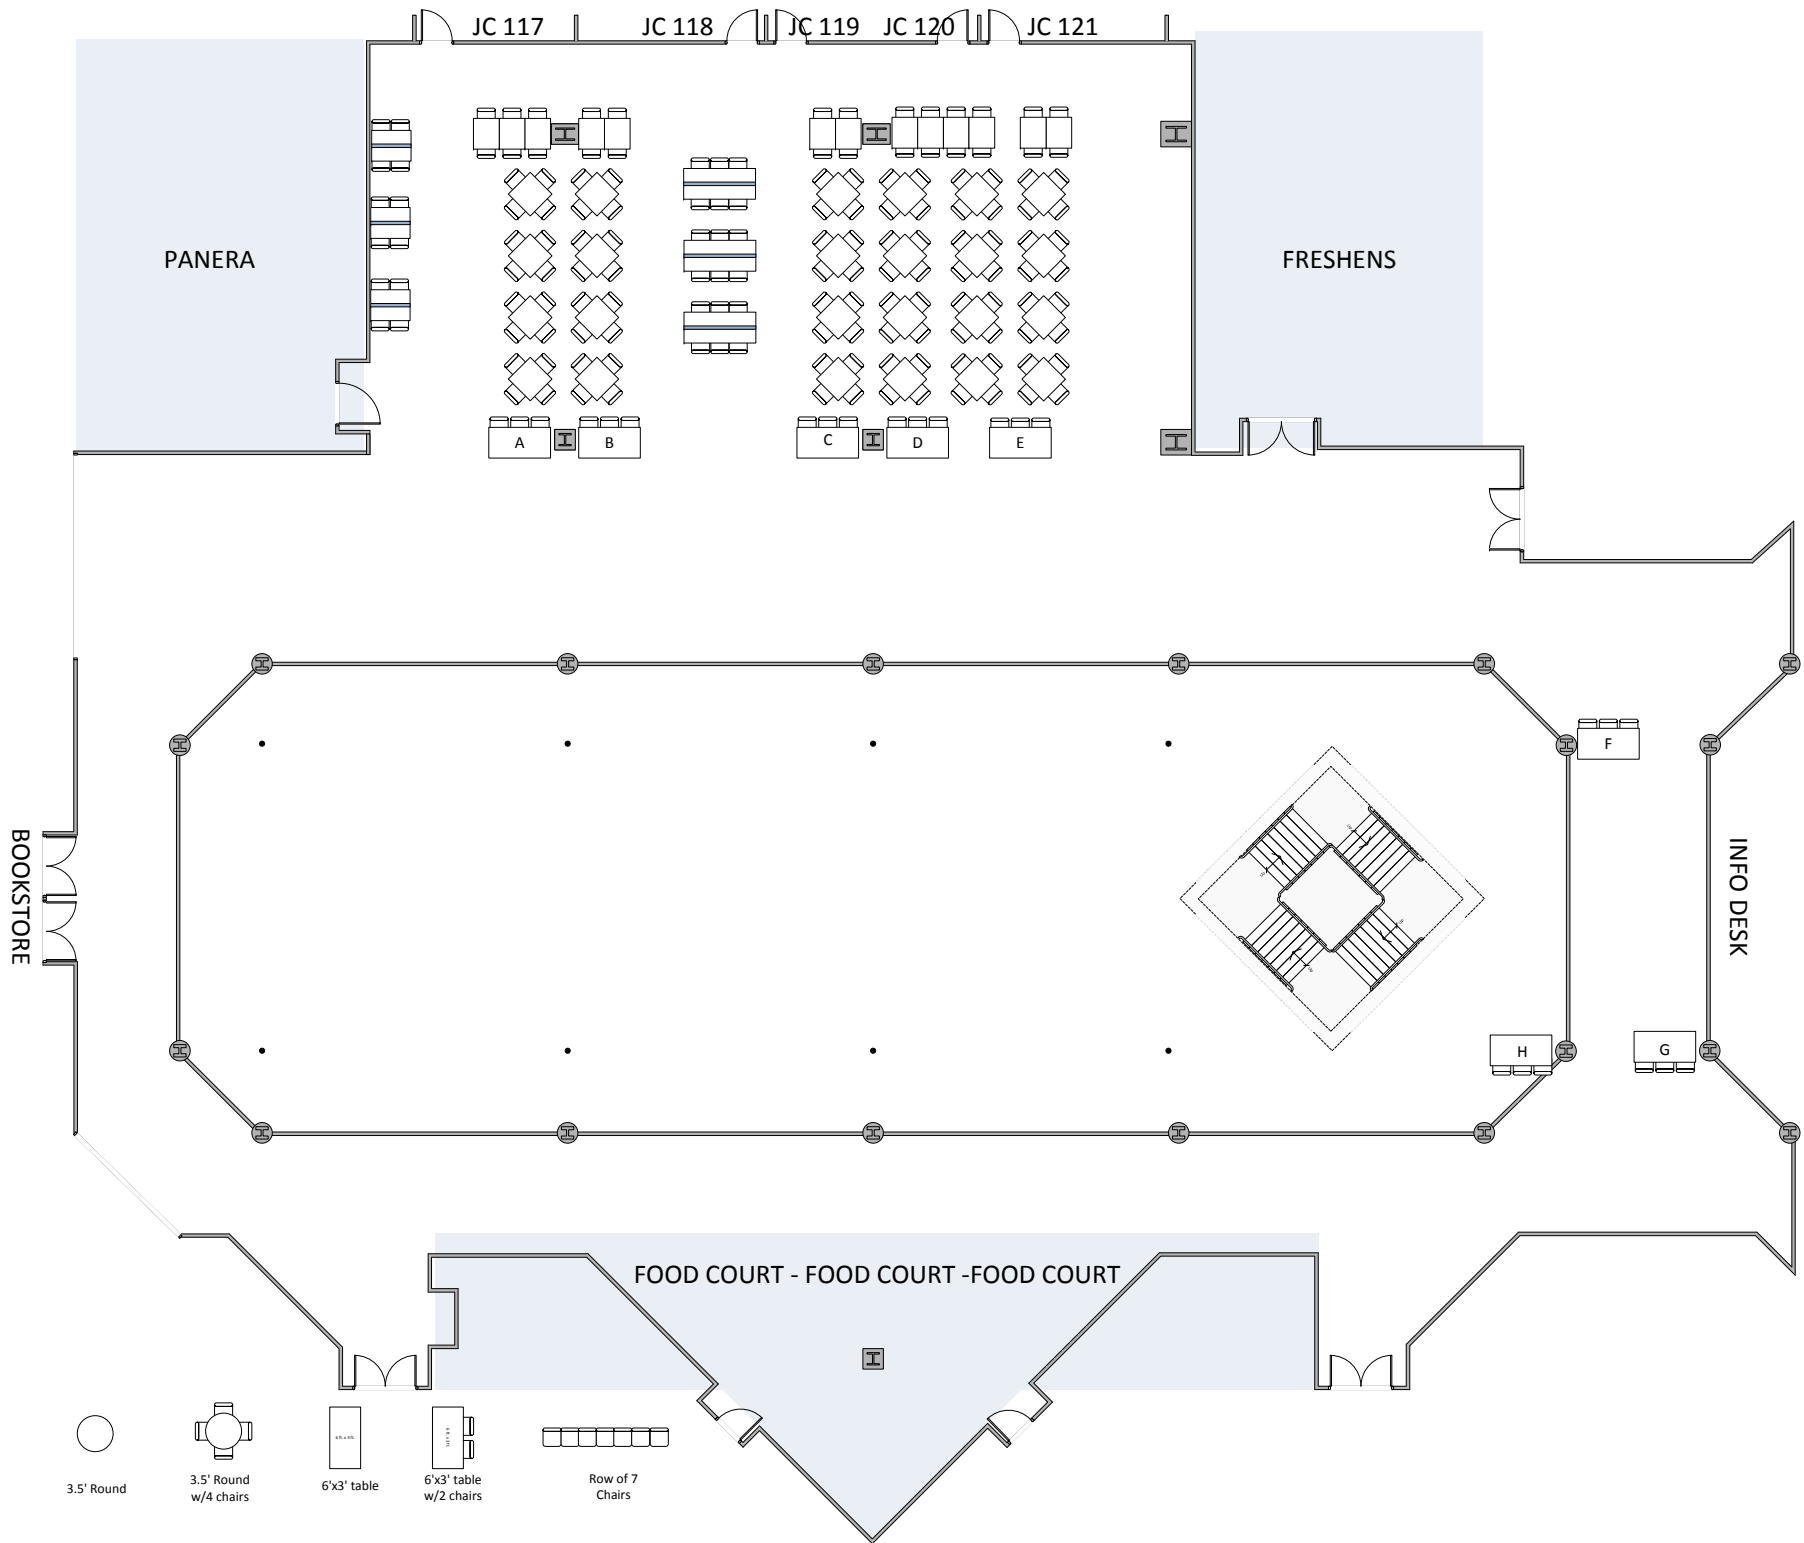 JC 117
JC 118
JC 119
JC 120
JC 121
PANERA
FRESHENS
A
B
C
D
E
F
BOOKSTORE
INFO DESK
H
G
FOOD COURT - FOOD COURT -FOOD COURT
3.5' Round
3.5' Round
w/4 chairs
6'x3' table
6'x3' table
w/2 chairs
Row of 7
Chairs